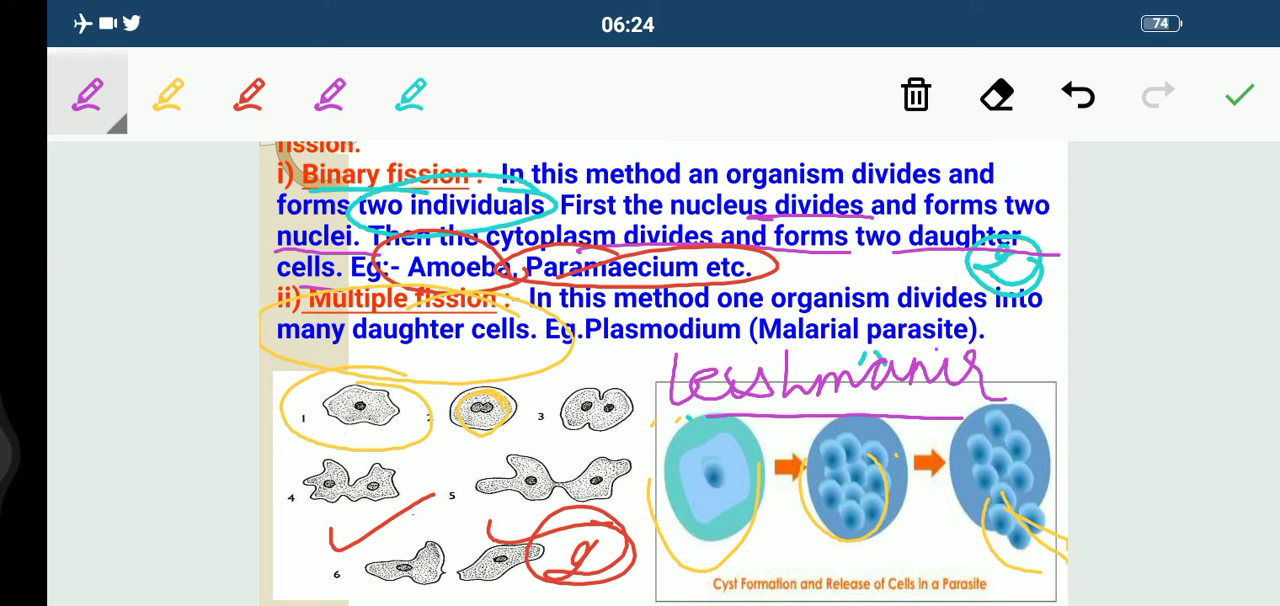 06:24
74
fission.
i) Binary fission :- In this method an organism divides and
forms two individuals. First the nucleus divides and forms two
nuclei. Then the cytoplasm divides and forms two daughter
cells. Eg:- Amoeba, Paramaecium etc.
ii) Multiple fission :- In this method one organism divides into
many daughter cells. Eg.Plasmodium (Malarial parasite).
1 2 3
4 5
6
Cyst Formation and Release of Cells in a Parasite